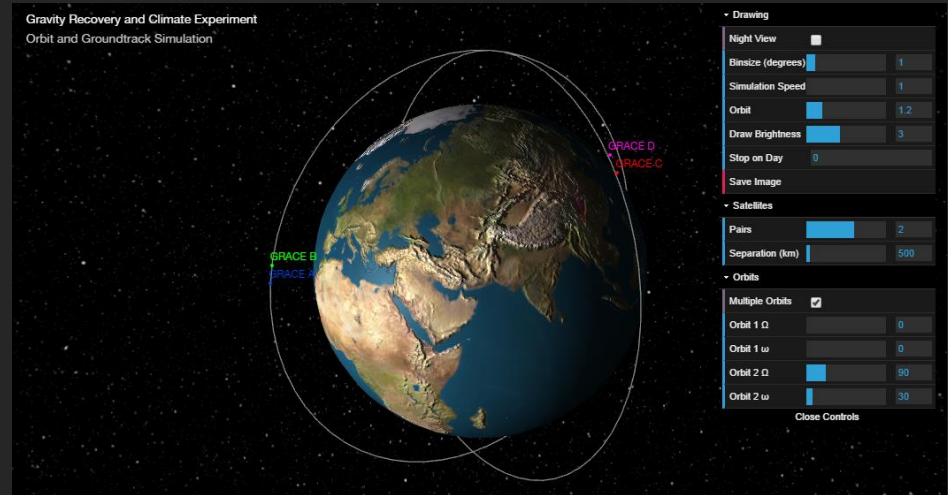 Gravity Recovery and Climate Experiment
Orbit and Groundtrack Simulation
GRACE D
GRACE-C
GRACE B
GRACE A
Drawing
Night View
Binsize (degrees) 1
Simulation Speed 1
Orbit 1.2
Draw Brightness 3
Stop on Day 0
Save Image
Satellites
Pairs 2
Separation (km) 500
Orbits
Multiple Orbits
Orbit 1 Ω 0
Orbit 1 ω 0
Orbit 2 Ω 90
Orbit 2 ω 30
Close Controls